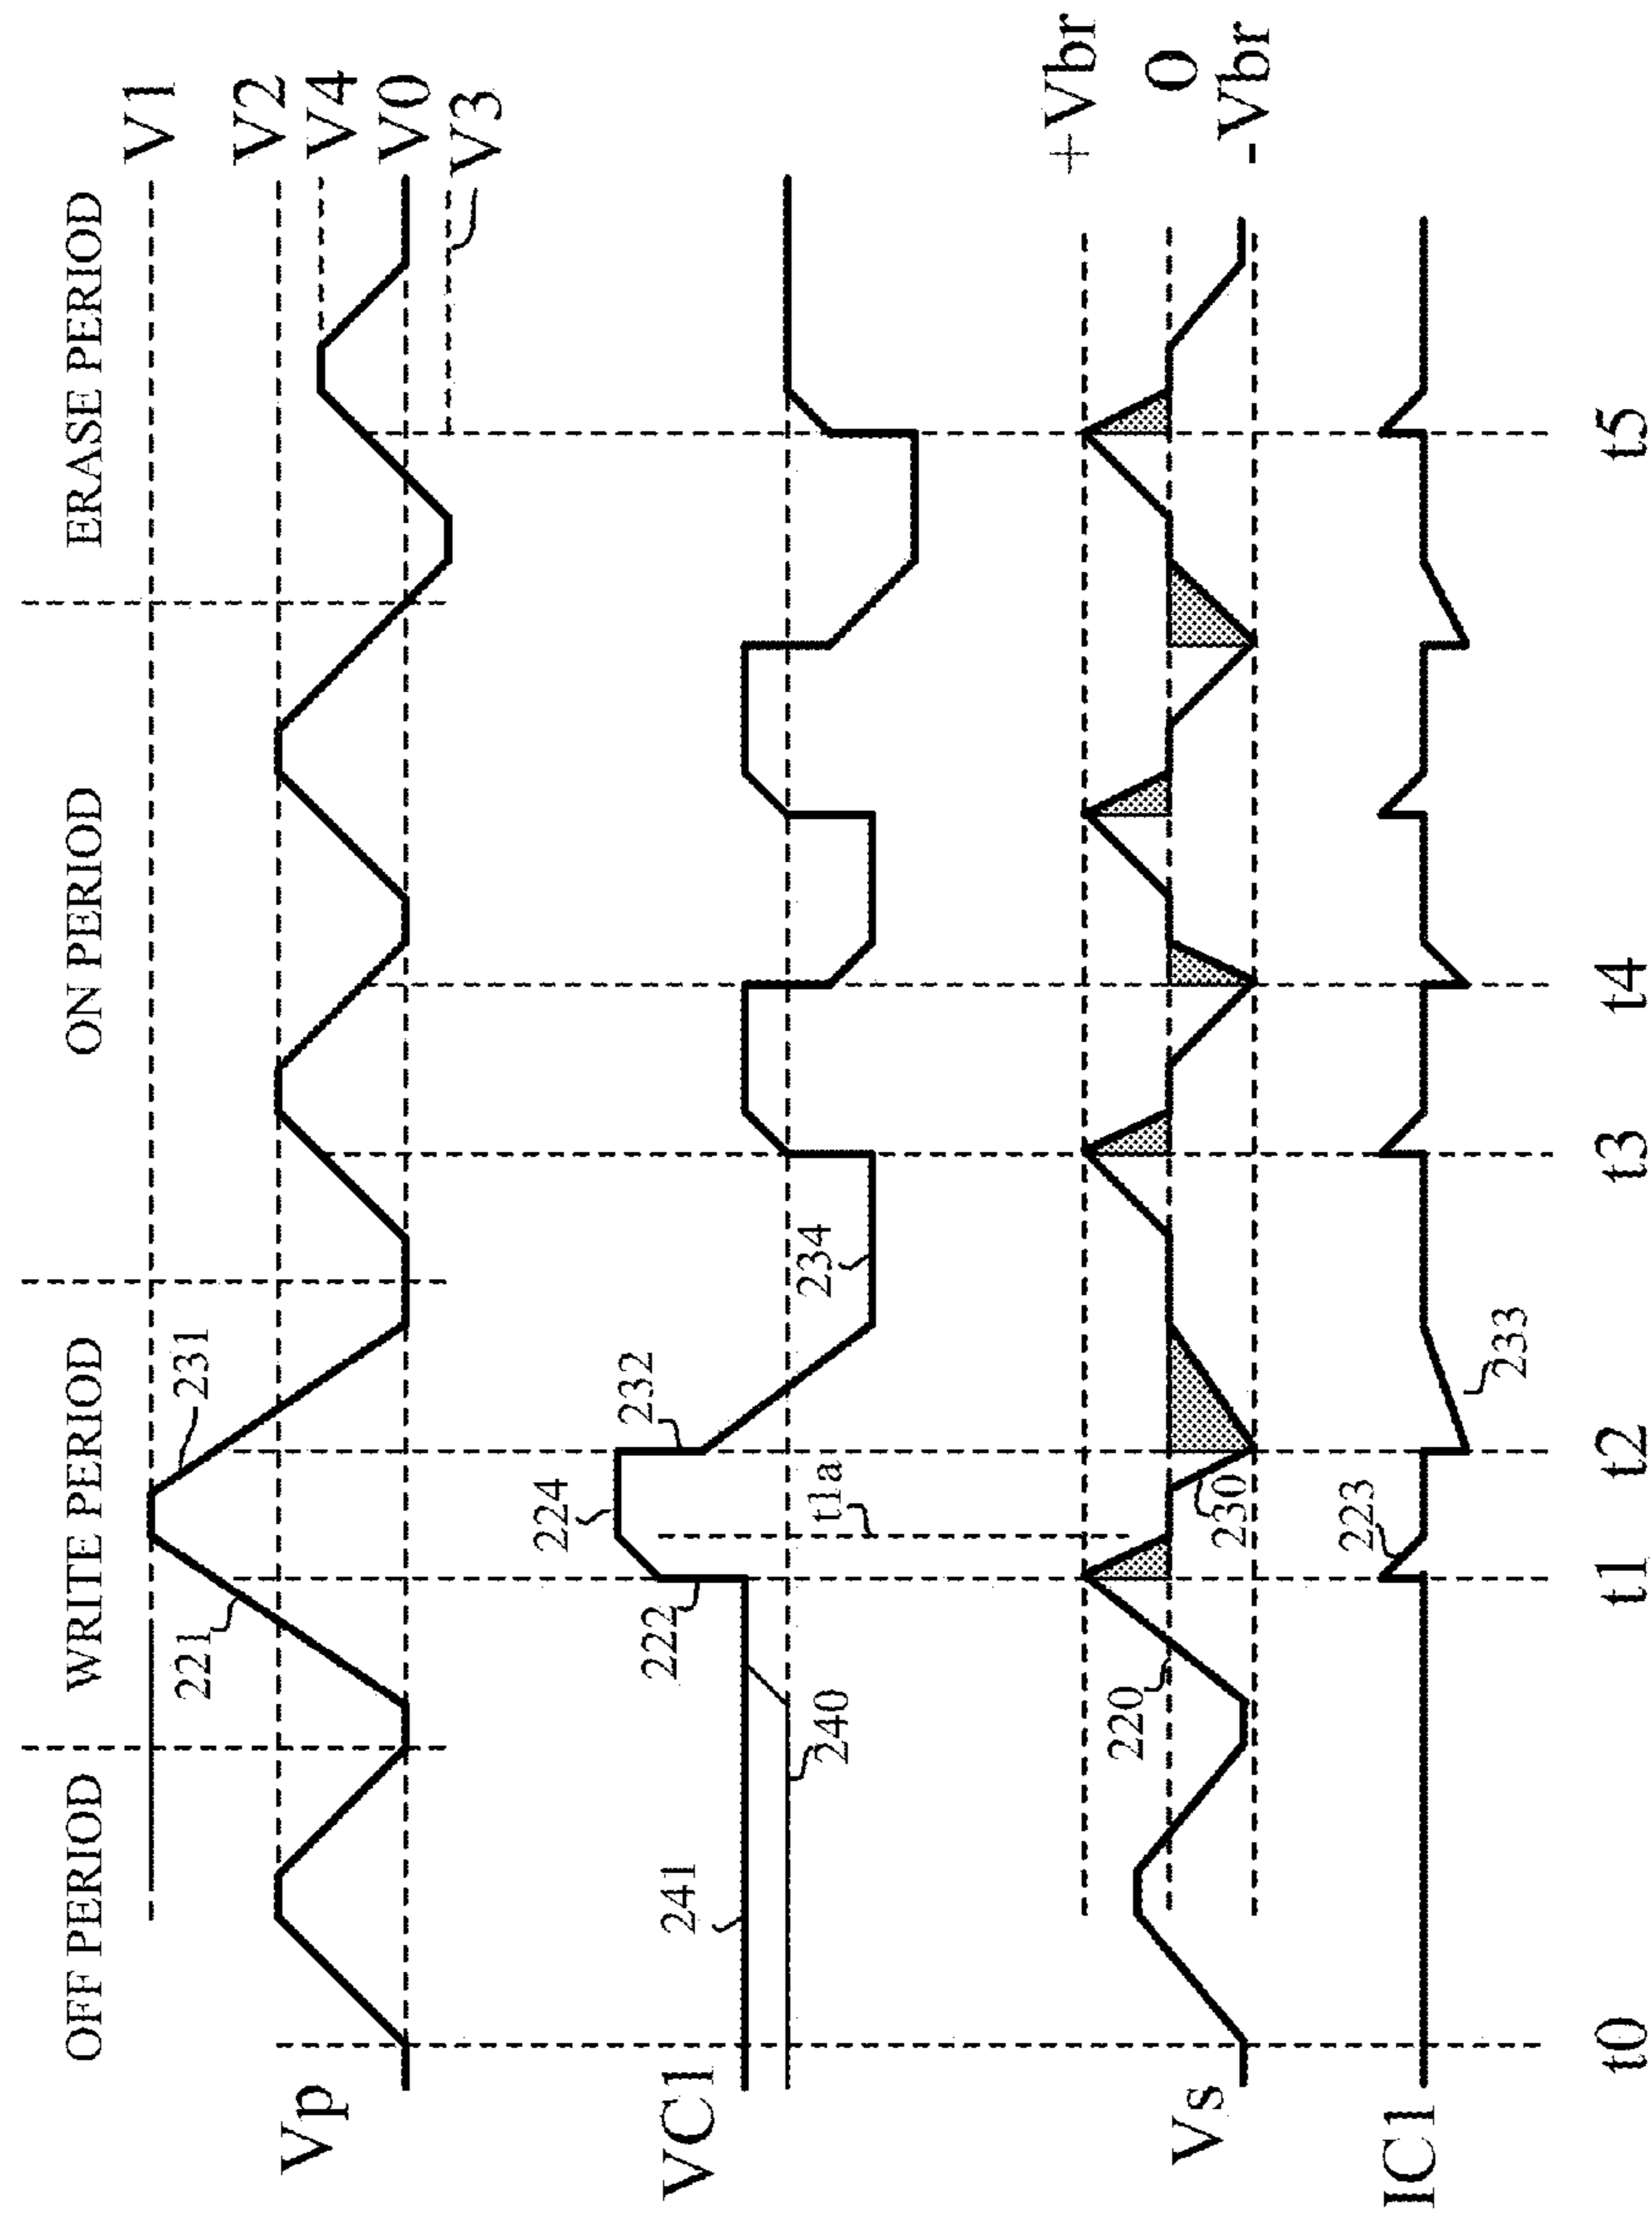 OFF PERIOD
WRITE PERIOD
ON PERIOD
ERASE PERIOD
V1
V2
V4
V0
V3
Vp
221
231
VC1
241
240
222
224
232
t1a
234
Vs
220
230
+Vbr
0
-Vbr
IC1
223
233
t0
t1
t2
t3
t4
t5